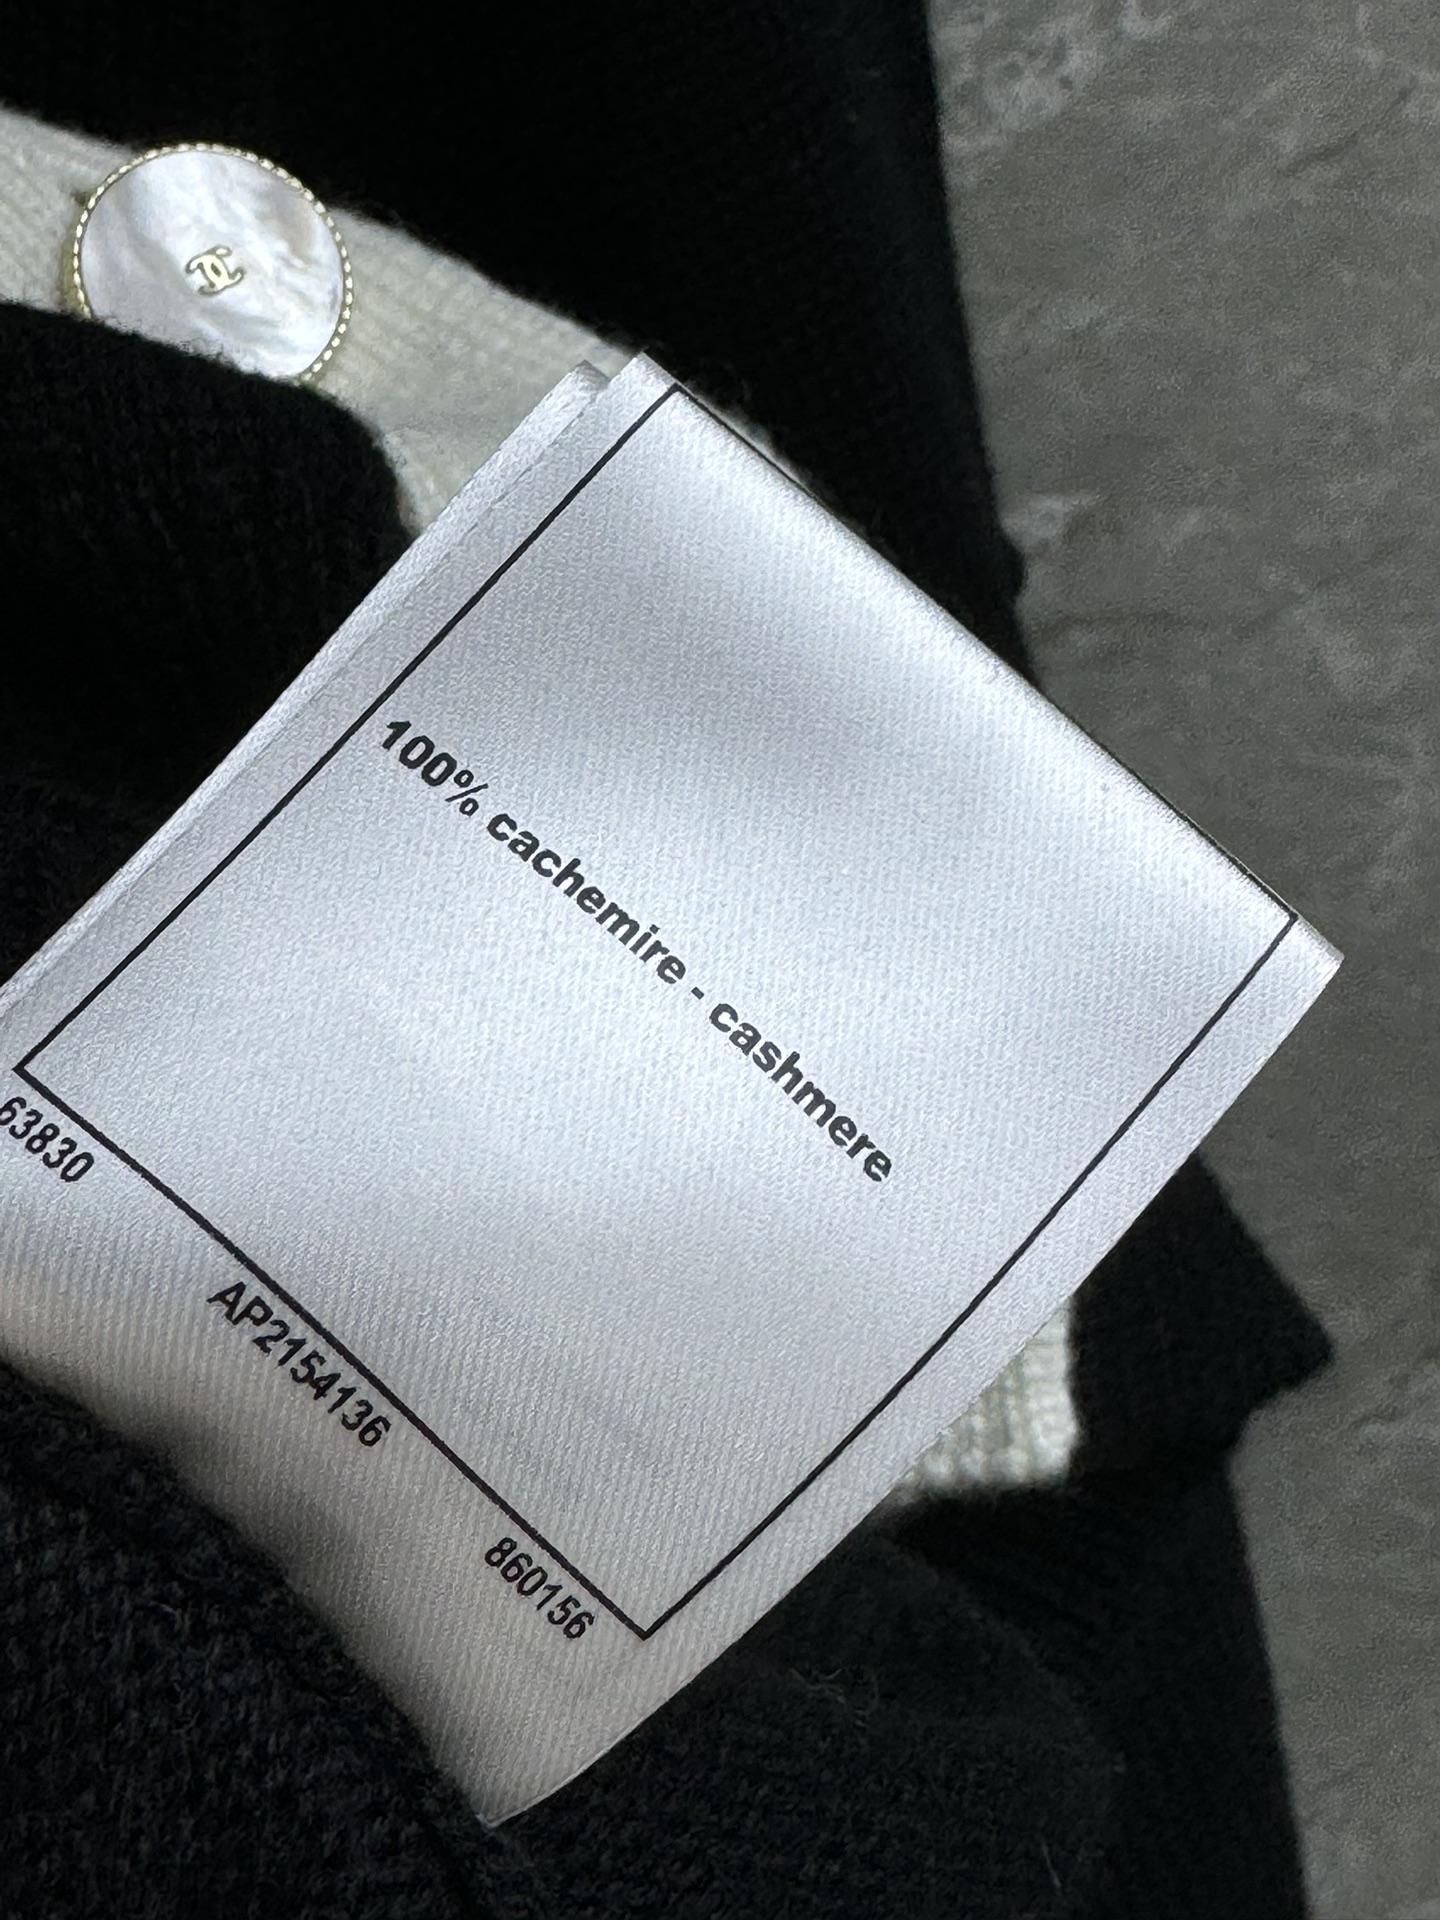 100% cachemire - cashmere
63830
AP2154136
860156